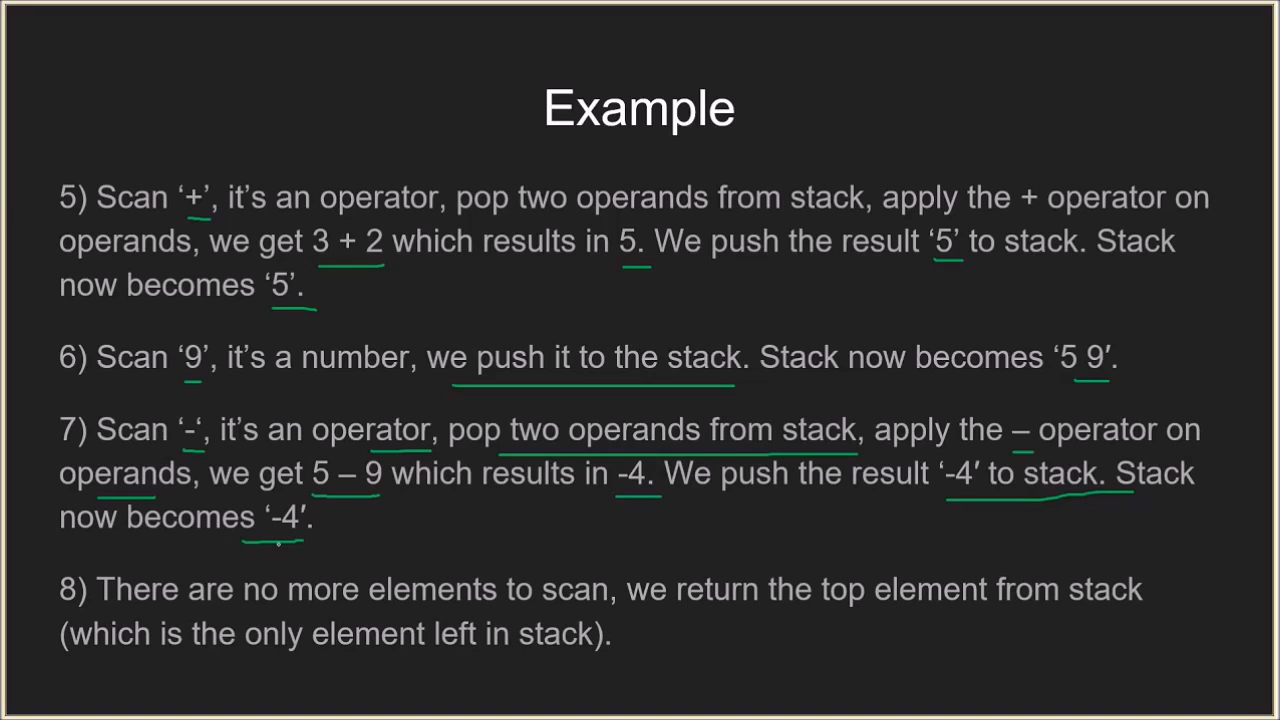 Example
5) Scan ‘+’, it’s an operator, pop two operands from stack, apply the + operator on
operands, we get 3 + 2 which results in 5. We push the result ‘5’ to stack. Stack
now becomes ‘5’.
6) Scan ‘9’, it’s a number, we push it to the stack. Stack now becomes ‘5 9′.
7) Scan ‘-‘, it’s an operator, pop two operands from stack, apply the – operator on
operands, we get 5 – 9 which results in -4. We push the result ‘-4′ to stack. Stack
now becomes ‘-4′.
8) There are no more elements to scan, we return the top element from stack
(which is the only element left in stack).